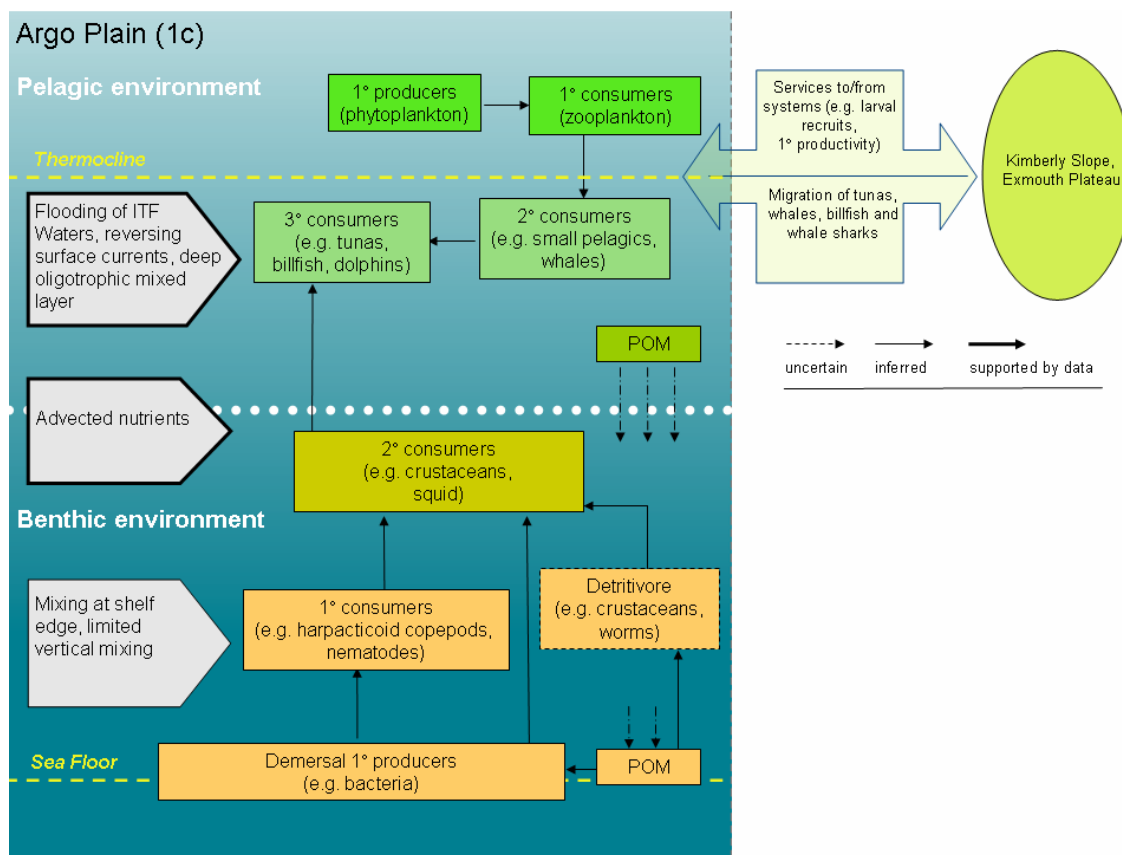 Argo Plain (1c)
Pelagic environment
1° producers
(phytoplankton)
1° consumers
(zooplankton)
Services to/from
systems (e.g. larval
recruits,
1° productivity)
Kimberly Slope,
Exmouth Plateau
Migration of tunas,
whales, billfish and
whale sharks
Thermocline
Flooding of ITF
Waters, reversing
surface currents, deep
oligotrophic mixed
layer
3° consumers
(e.g. tunas,
billfish, dolphins)
2° consumers
(e.g. small pelagics,
whales)
POM
uncertain
inferred
supported by data
Advected nutrients
2° consumers
(e.g. crustaceans,
squid)
Benthic environment
Mixing at shelf
edge, limited
vertical mixing
1° consumers
(e.g. harpacticoid copepods,
nematodes)
Detritivore
(e.g. crustaceans,
worms)
Sea Floor
Demersal 1° producers
(e.g. bacteria)
POM